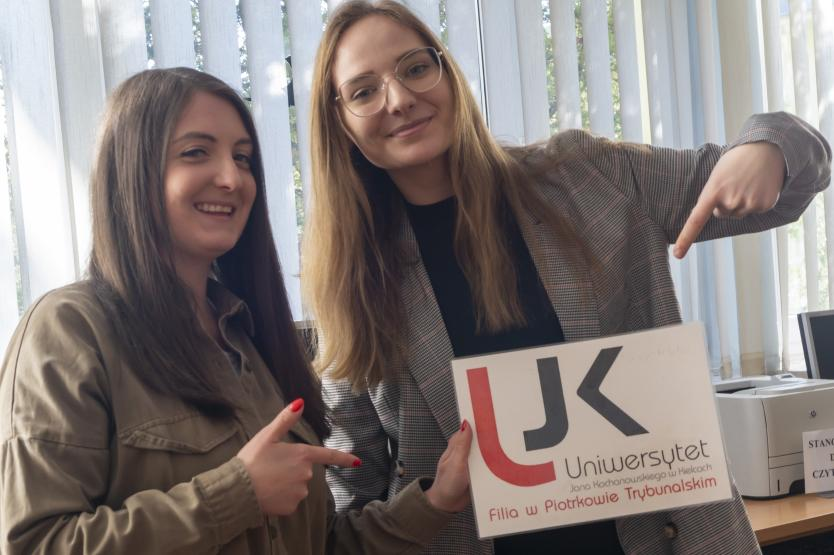 UJK
Uniwersytet
Jana Kochanowskiego w Kielcach
Filia w Piotrkowie Trybunalskim